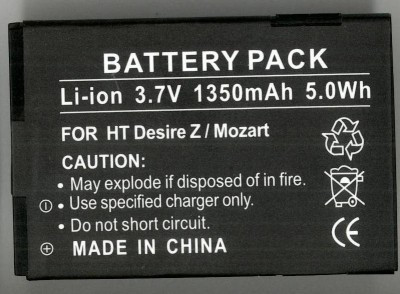 BATTERY PACK
Li-ion 3.7V 1350mAh 5.0Wh
FOR HT Desire Z / Mozart
CAUTION:
• May explode if disposed of in fire.
• Use specified charger only.
• Do not short circuit.
MADE IN CHINA
CE